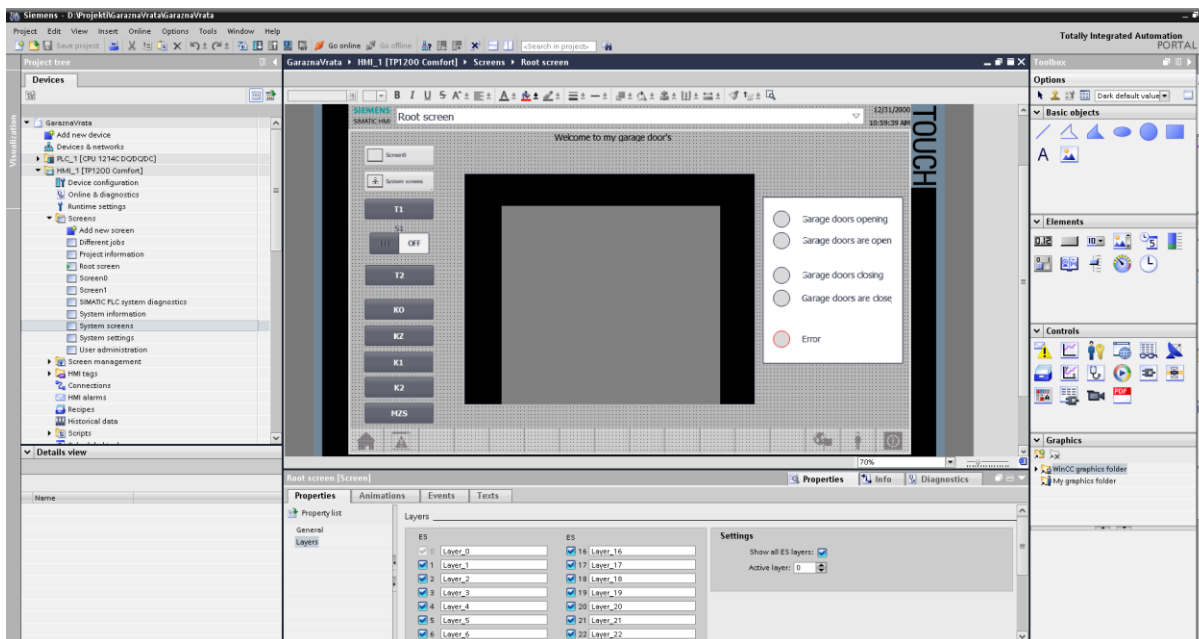 Siemens - D:\Projekti\GaraznaVrata\GaraznaVrata
Project Edit View Insert Online Options Tools Window Help
Totally Integrated Automation
PORTAL
Save project
Go online
Go offline
<Search in project>
Project tree
Devices
Visualization
GaraznaVrata
Add new device
Devices & networks
PLC_1 [CPU 1214C DC/DC/DC]
HMI_1 [TP1200 Comfort]
Device configuration
Online & diagnostics
Runtime settings
Screens
Add new screen
Different jobs
Project information
Root screen
Screen0
Screen1
SIMATIC PLC system diagnostics
System information
System screens
System settings
User administration
Screen management
HMI tags
Connections
HMI alarms
Recipes
Historical data
Scripts
Details view
Name
GaraznaVrata HMI_1 [TP1200 Comfort] Screens Root screen
B I U S
SIEMENS
SIMATIC HMI
Root screen
12/31/2000
10:59:39 AM
TOUCH
Welcome to my garage door's
Screen0
System screens
T1
S1
OFF
T2
KO
KZ
K1
K2
MZS
Garage doors opening
Garage doors are open
Garage doors closing
Garage doors are close
Error
70%
Root screen [Screen]
Properties Info Diagnostics
Properties Animations Events Texts
Property list
General
Layers
Layers
ES
0 Layer_0
1 Layer_1
2 Layer_2
3 Layer_3
4 Layer_4
5 Layer_5
6 Layer_6
ES
16 Layer_16
17 Layer_17
18 Layer_18
19 Layer_19
20 Layer_20
21 Layer_21
22 Layer_22
Settings
Show all ES layers:
Active layer: 0
Toolbox
Options
Dark default value
Basic objects
A
Elements
0.12
10
5
Controls
PDF
Graphics
WinCC graphics folder
My graphics folder